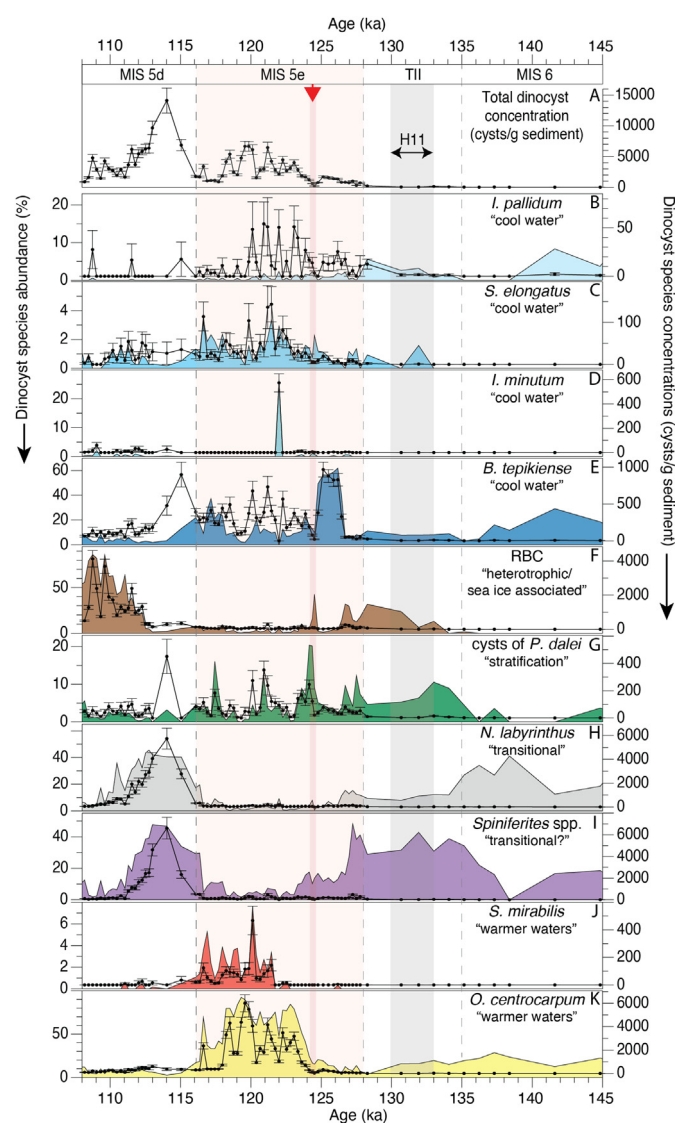 Age (ka)
110 115 120 125 130 135 140 145
MIS 5d MIS 5e TII MIS 6
Total dinocyst
concentration
(cysts/g sediment)
A
H11
15000
10000
5000
0
I. pallidum
"cool water"
B
20
10
0
50
0
S. elongatus
"cool water"
C
4
2
0
100
0
I. minutum
"cool water"
D
20
10
0
600
400
200
0
B. tepikiense
"cool water"
E
60
40
20
0
1000
500
0
RBC
"heterotrophic/
sea ice associated"
F
50
0
4000
2000
0
cysts of P. dalei
"stratification"
G
20
10
0
400
200
0
N. labyrinthus
"transitional"
H
40
20
0
6000
4000
2000
0
Spiniferites spp.
"transitional?"
I
40
20
0
6000
4000
2000
0
S. mirabilis
"warmer waters"
J
6
4
2
0
400
200
0
O. centrocarpum
"warmer waters"
K
50
0
6000
4000
2000
0
110 115 120 125 130 135 140 145
Age (ka)
Dinocyst species abundance (%)
Dinocyst species concentrations (cysts/g sediment)